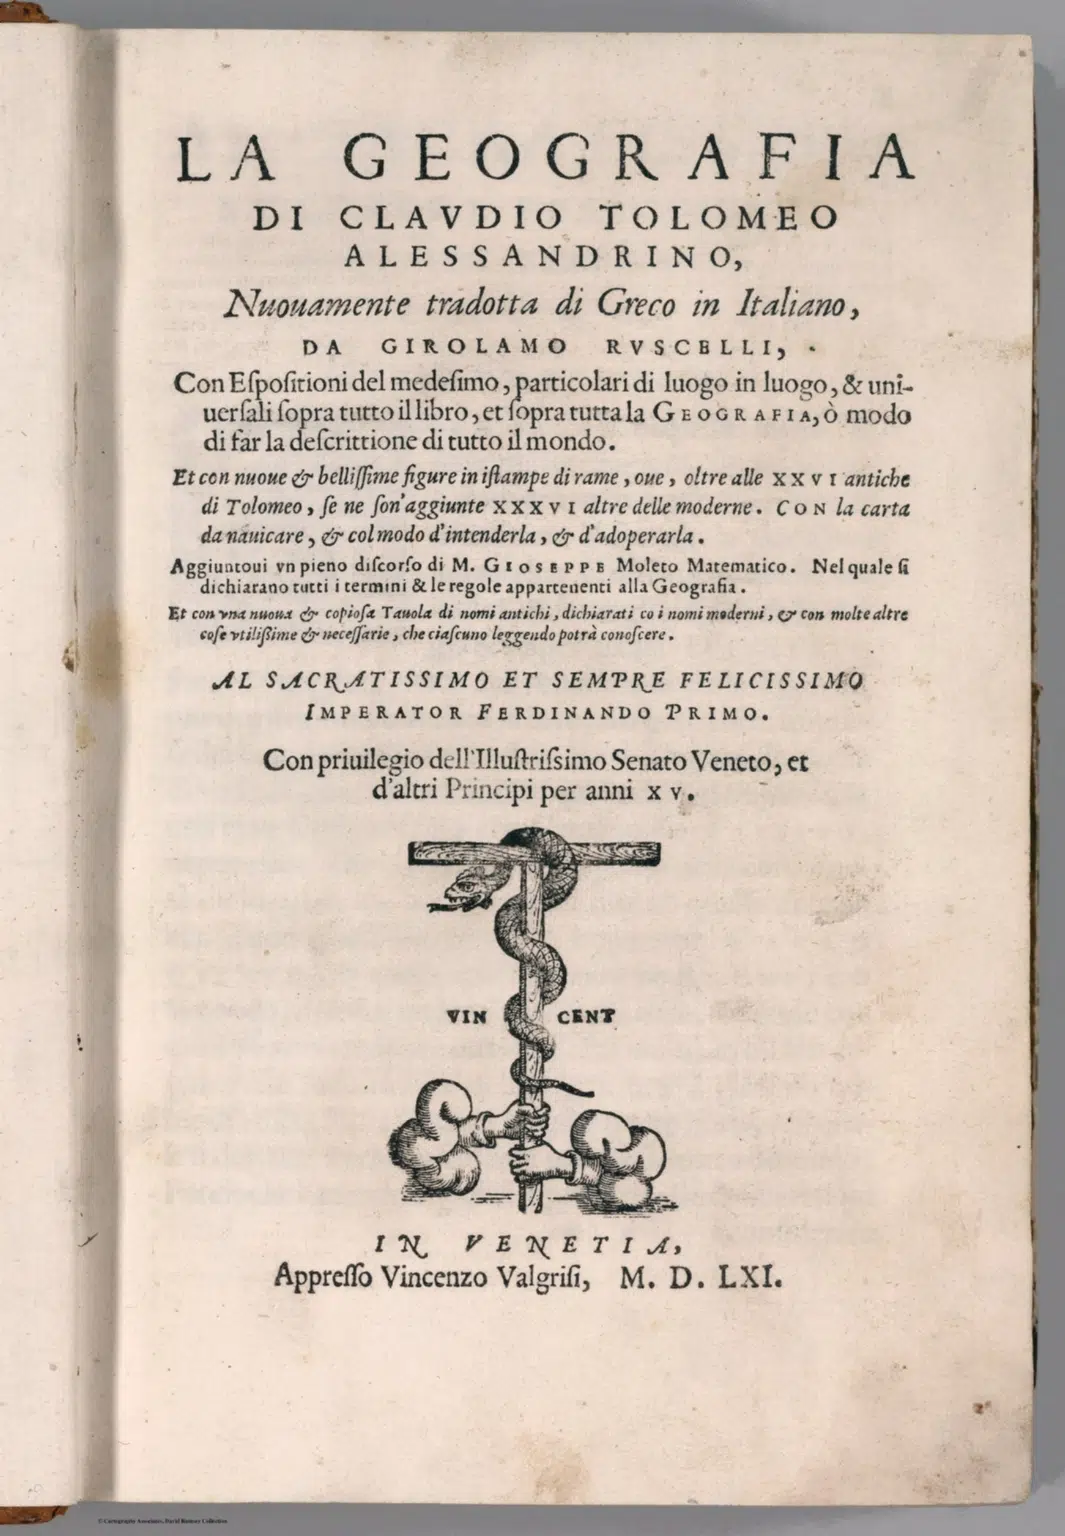 LA GEOGRAFIA
DI CLAVDIO TOLOMEO
ALESSANDRINO,
Nuouamente tradotta di Greco in Italiano,
DA GIROLAMO RVSCELLI,
Con Eſpoſitioni del medeſimo, particolari di luogo in luogo, & uni-
uerſali ſopra tutto il libro, et ſopra tutta la GEOGRAFIA, ò modo
di far la deſcrittione di tutto il mondo.
Et con nuoue & belliſſime figure in iſtampe di rame, oue, oltre alle XXVI antiche
di Tolomeo, ſe ne ſon'aggiunte XXXVI altre delle moderne. CON la carta
da nauicare, & col modo d'intenderla, & d'adoperarla.
Aggiuntoui vn pieno diſcorſo di M. GIOSEPPE Moleto Matematico. Nel quale ſi
dichiarano tutti i termini & le regole appartenenti alla Geografia.
Et con vna nuoua & copioſa Tauola di nomi antichi, dichiarati co i nomi moderni, & con molte altre
coſe vtilißime & neceſſarie, che ciaſcuno leggendo potrà conoſcere.
AL SACRATISSIMO ET SEMPRE FELICISSIMO
IMPERATOR FERDINANDO PRIMO.
Con priuilegio dell'Illuſtriſsimo Senato Veneto, et
d'altri Principi per anni XV.
VIN CENT
IN VENETIA,
Appreſſo Vincenzo Valgriſi, M. D. LXI.
© Cartography Associates, David Rumsey Collection